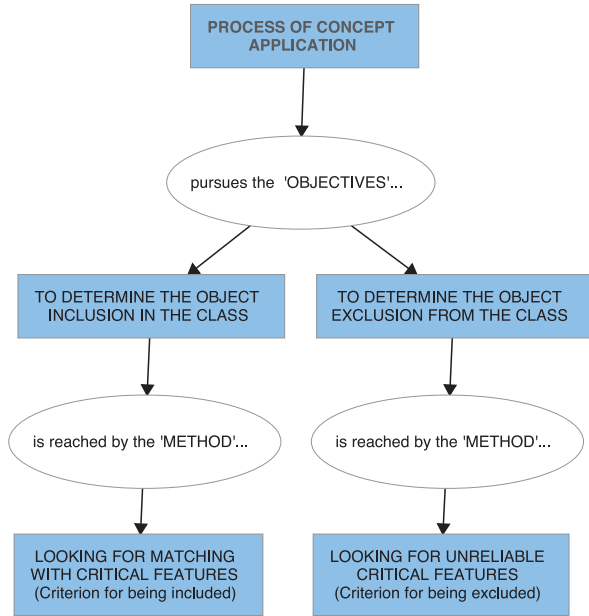 PROCESS OF CONCEPT
APPLICATION
pursues the 'OBJECTIVES'...
TO DETERMINE THE OBJECT
INCLUSION IN THE CLASS
TO DETERMINE THE OBJECT
EXCLUSION FROM THE CLASS
is reached by the 'METHOD'...
is reached by the 'METHOD'...
LOOKING FOR MATCHING
WITH CRITICAL FEATURES
(Criterion for being included)
LOOKING FOR UNRELIABLE
CRITICAL FEATURES
(Criterion for being excluded)